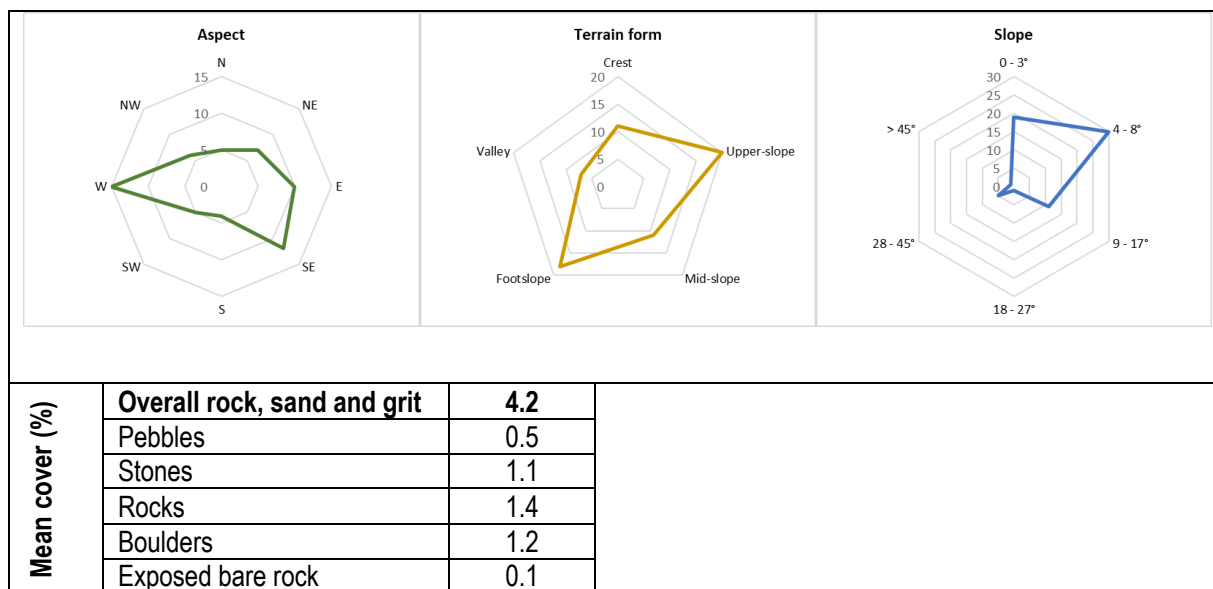 Aspect
N
15
NW
NE
10
5
W
0
E
SW
SE
S
Terrain form
Crest
20
15
10
Valley
5
Upper-slope
0
Footslope
Mid-slope
Slope
0 - 3°
30
25
> 45°
20
4 - 8°
15
10
5
0
28 - 45°
9 - 17°
18 - 27°
Mean cover (%)
Overall rock, sand and grit 4.2
Pebbles 0.5
Stones 1.1
Rocks 1.4
Boulders 1.2
Exposed bare rock 0.1